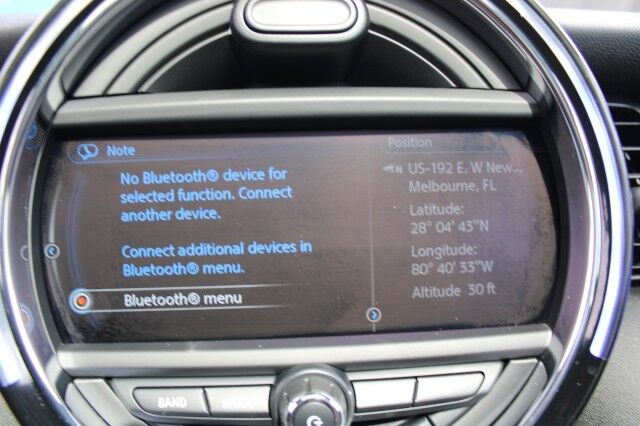 Note
No Bluetooth® device for
selected function. Connect
another device.
Connect additional devices in
Bluetooth® menu.
Bluetooth® menu
Position
N US-192 E, W New...
Melbourne, FL
Latitude:
28° 04' 43"N
Longitude:
80° 40' 33"W
Altitude 30 ft
BAND
MODE